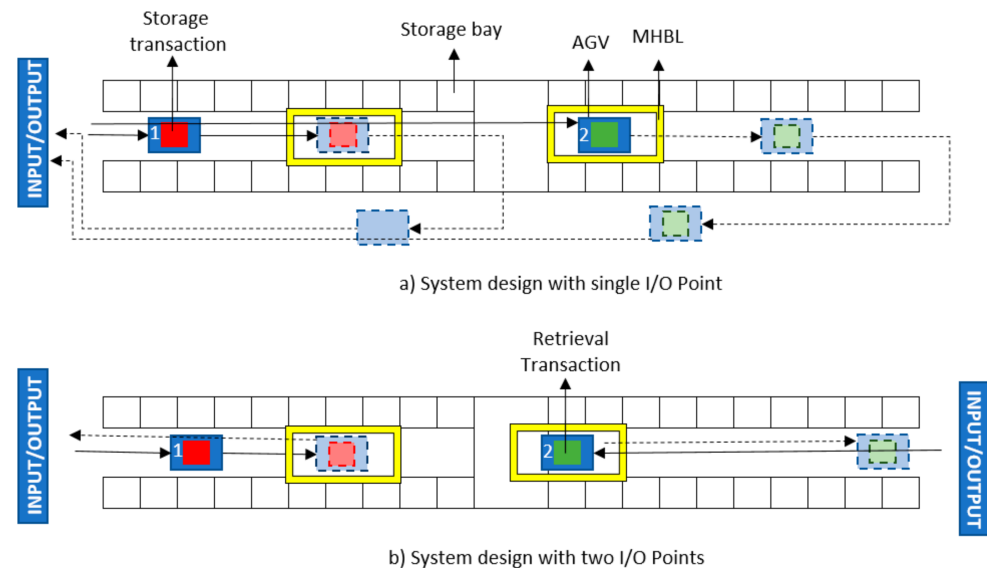 Storage
transaction
Storage bay
AGV
MHBL
INPUT/OUTPUT
1
2
a) System design with single I/O Point
Retrieval
Transaction
INPUT/OUTPUT
1
2
INPUT/OUTPUT
b) System design with two I/O Points